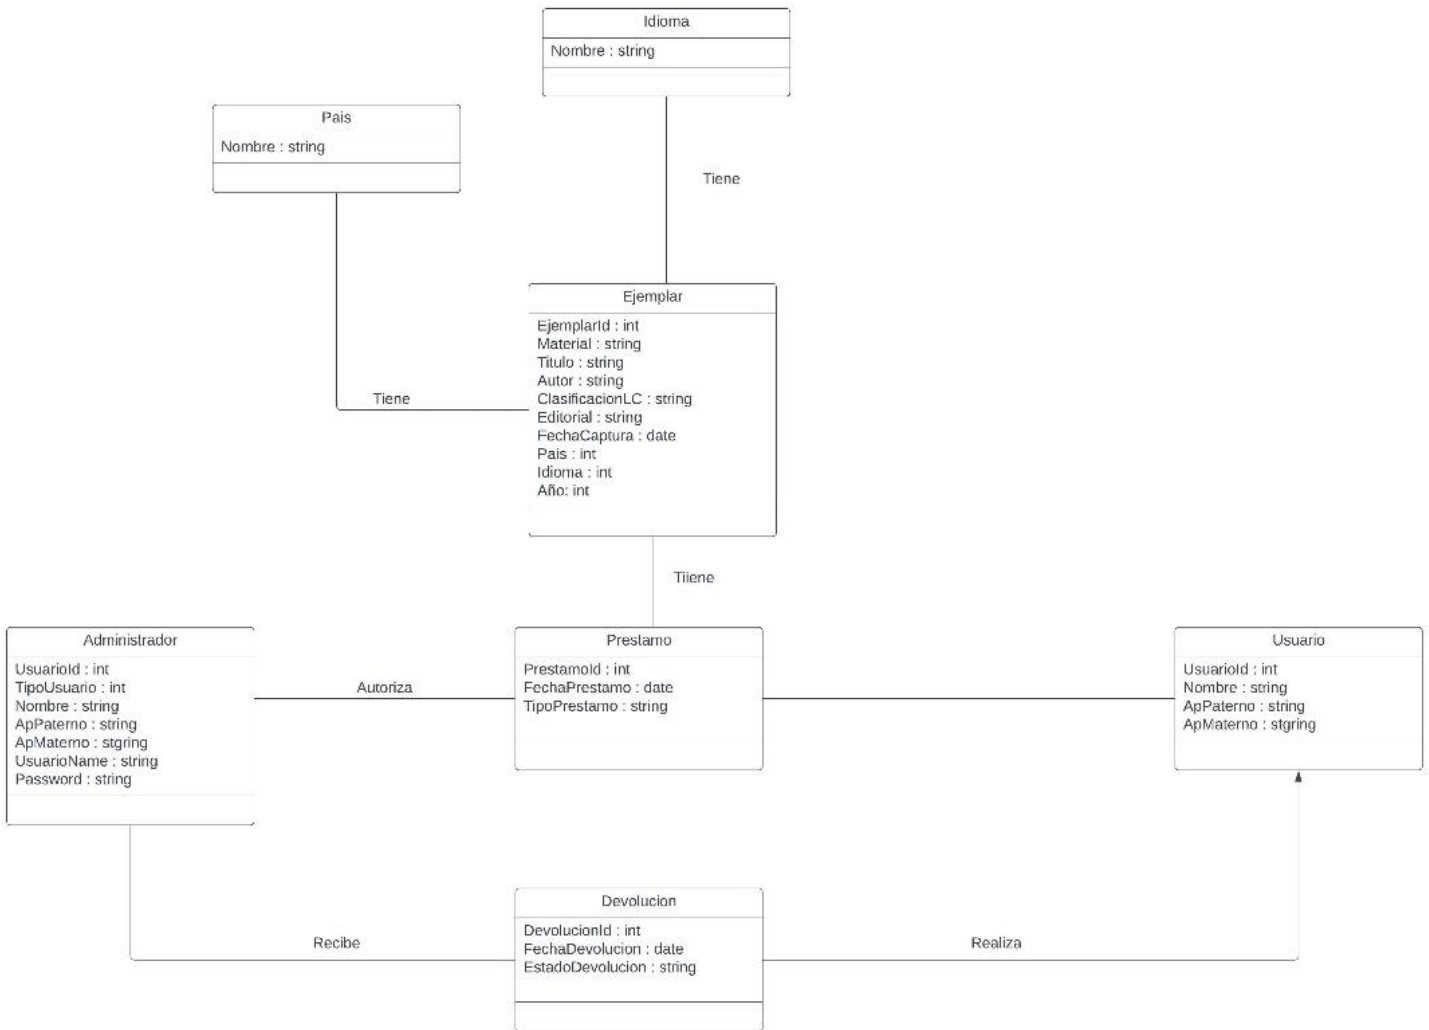 Idioma
Nombre : string
Pais
Nombre : string
Tiene
Ejemplar
EjemplarId : int
Material : string
Titulo : string
Autor : string
ClasificacionLC : string
Editorial : string
FechaCaptura : date
Pais : int
Idioma : int
Año: int
Tiene
Tiiene
Administrador
UsuarioId : int
TipoUsuario : int
Nombre : string
ApPaterno : string
ApMaterno : stgring
UsuarioName : string
Password : string
Autoriza
Prestamo
PrestamoId : int
FechaPrestamo : date
TipoPrestamo : string
Usuario
UsuarioId : int
Nombre : string
ApPaterno : string
ApMaterno : stgring
Devolucion
DevolucionId : int
FechaDevolucion : date
EstadoDevolucion : string
Recibe
Realiza